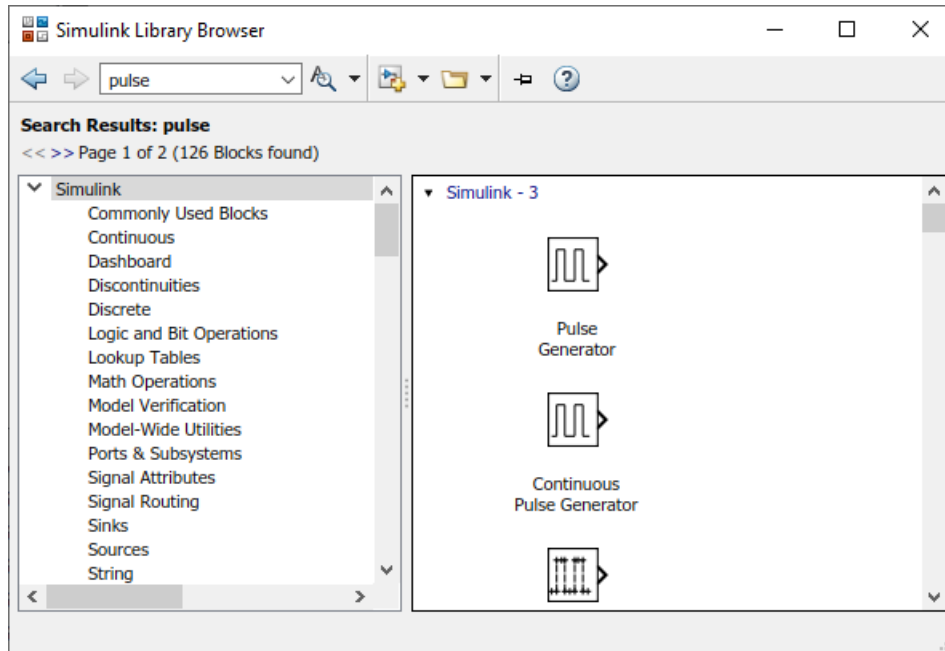 Simulink Library Browser
pulse
Search Results: pulse
<< >> Page 1 of 2 (126 Blocks found)
Simulink
Commonly Used Blocks
Continuous
Dashboard
Discontinuities
Discrete
Logic and Bit Operations
Lookup Tables
Math Operations
Model Verification
Model-Wide Utilities
Ports & Subsystems
Signal Attributes
Signal Routing
Sinks
Sources
String
Simulink - 3
Pulse
Generator
Continuous
Pulse Generator